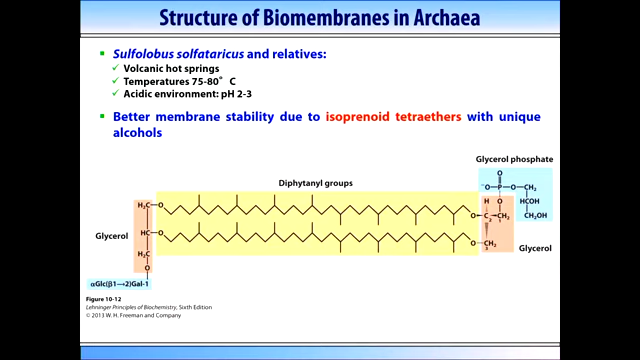 Structure of Biomembranes in Archaea
Sulfolobus solfataricus and relatives:
Volcanic hot springs
Temperatures 75-80° C
Acidic environment: pH 2-3
Better membrane stability due to isoprenoid tetraethers with unique
alcohols
Glycerol phosphate
Diphytanyl groups
O
⁻O—P—O—CH₂
H₂C—O
H
O
HCOH
O—C—CH₂
2
1
CH₂OH
Glycerol
HC—O
Glycerol
H₂C
O—CH₂
3
O
αGlc(β1→2)Gal-1
Figure 10-12
Lehninger Principles of Biochemistry, Sixth Edition
© 2013 W. H. Freeman and Company